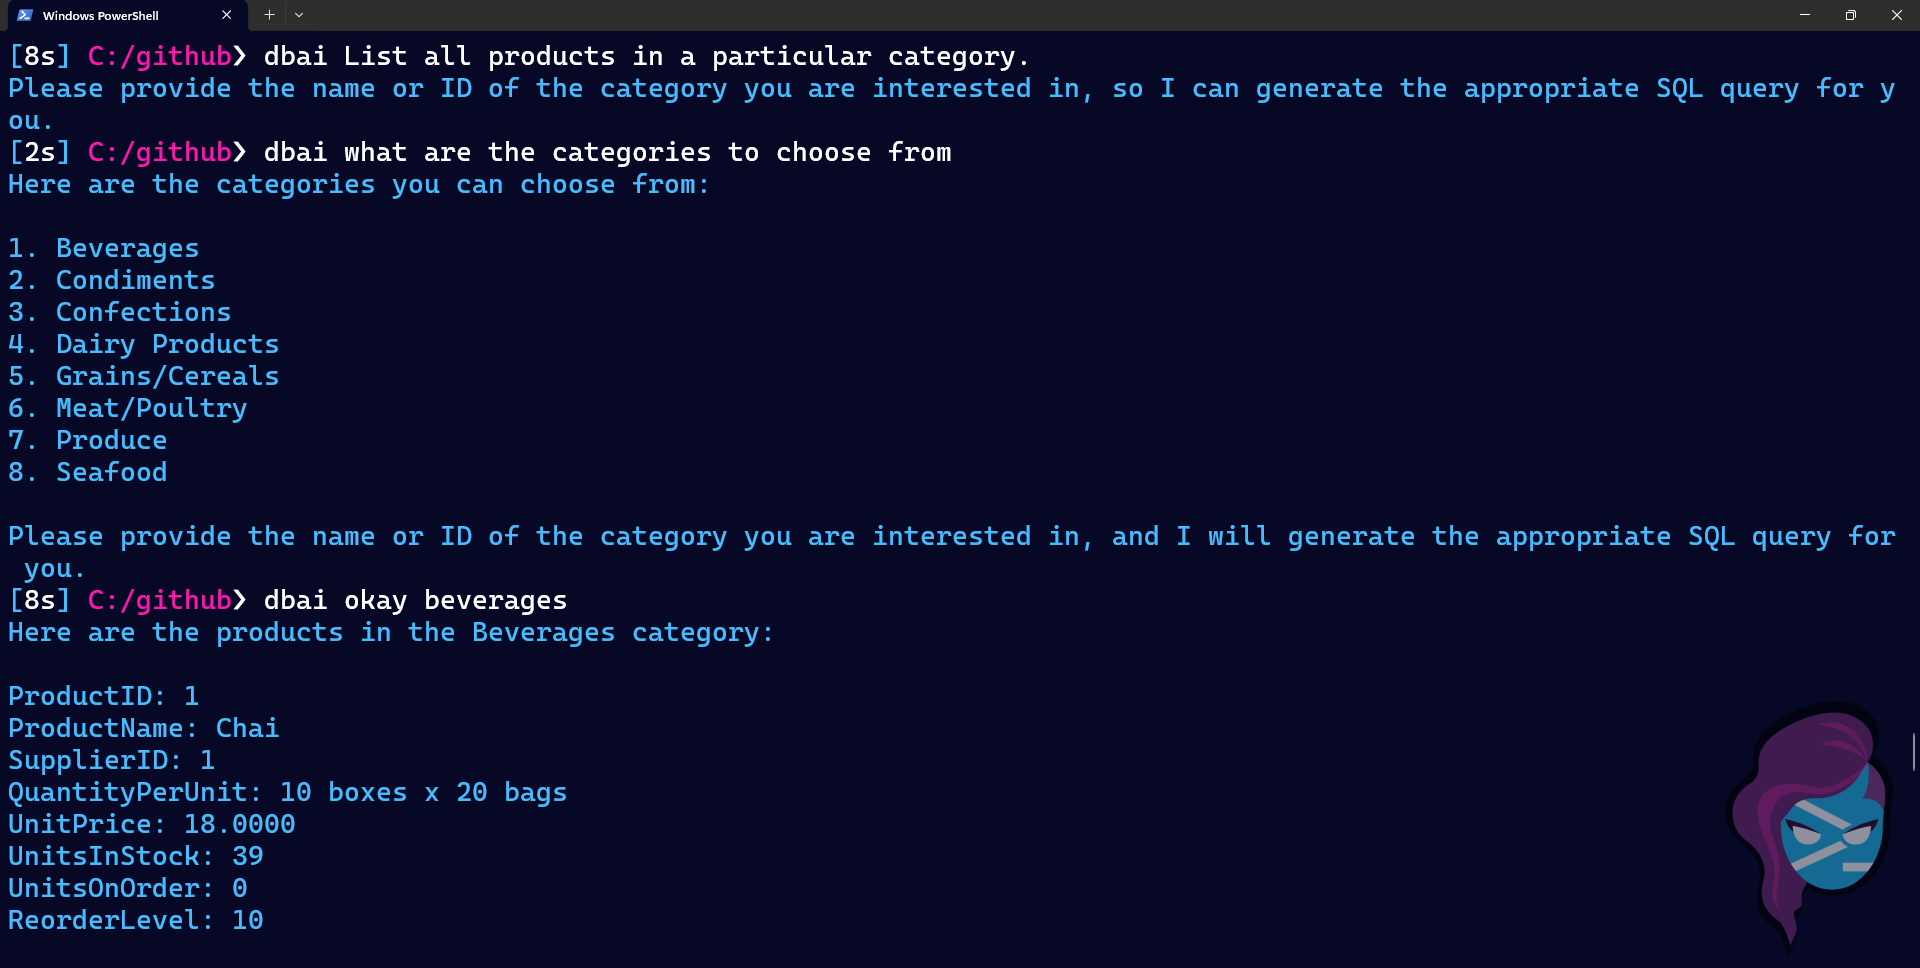 Windows PowerShell
[8s] C:/github❯ dbai List all products in a particular category.
Please provide the name or ID of the category you are interested in, so I can generate the appropriate SQL query for y
ou.
[2s] C:/github❯ dbai what are the categories to choose from
Here are the categories you can choose from:
1. Beverages
2. Condiments
3. Confections
4. Dairy Products
5. Grains/Cereals
6. Meat/Poultry
7. Produce
8. Seafood
Please provide the name or ID of the category you are interested in, and I will generate the appropriate SQL query for
you.
[8s] C:/github❯ dbai okay beverages
Here are the products in the Beverages category:
ProductID: 1
ProductName: Chai
SupplierID: 1
QuantityPerUnit: 10 boxes x 20 bags
UnitPrice: 18.0000
UnitsInStock: 39
UnitsOnOrder: 0
ReorderLevel: 10